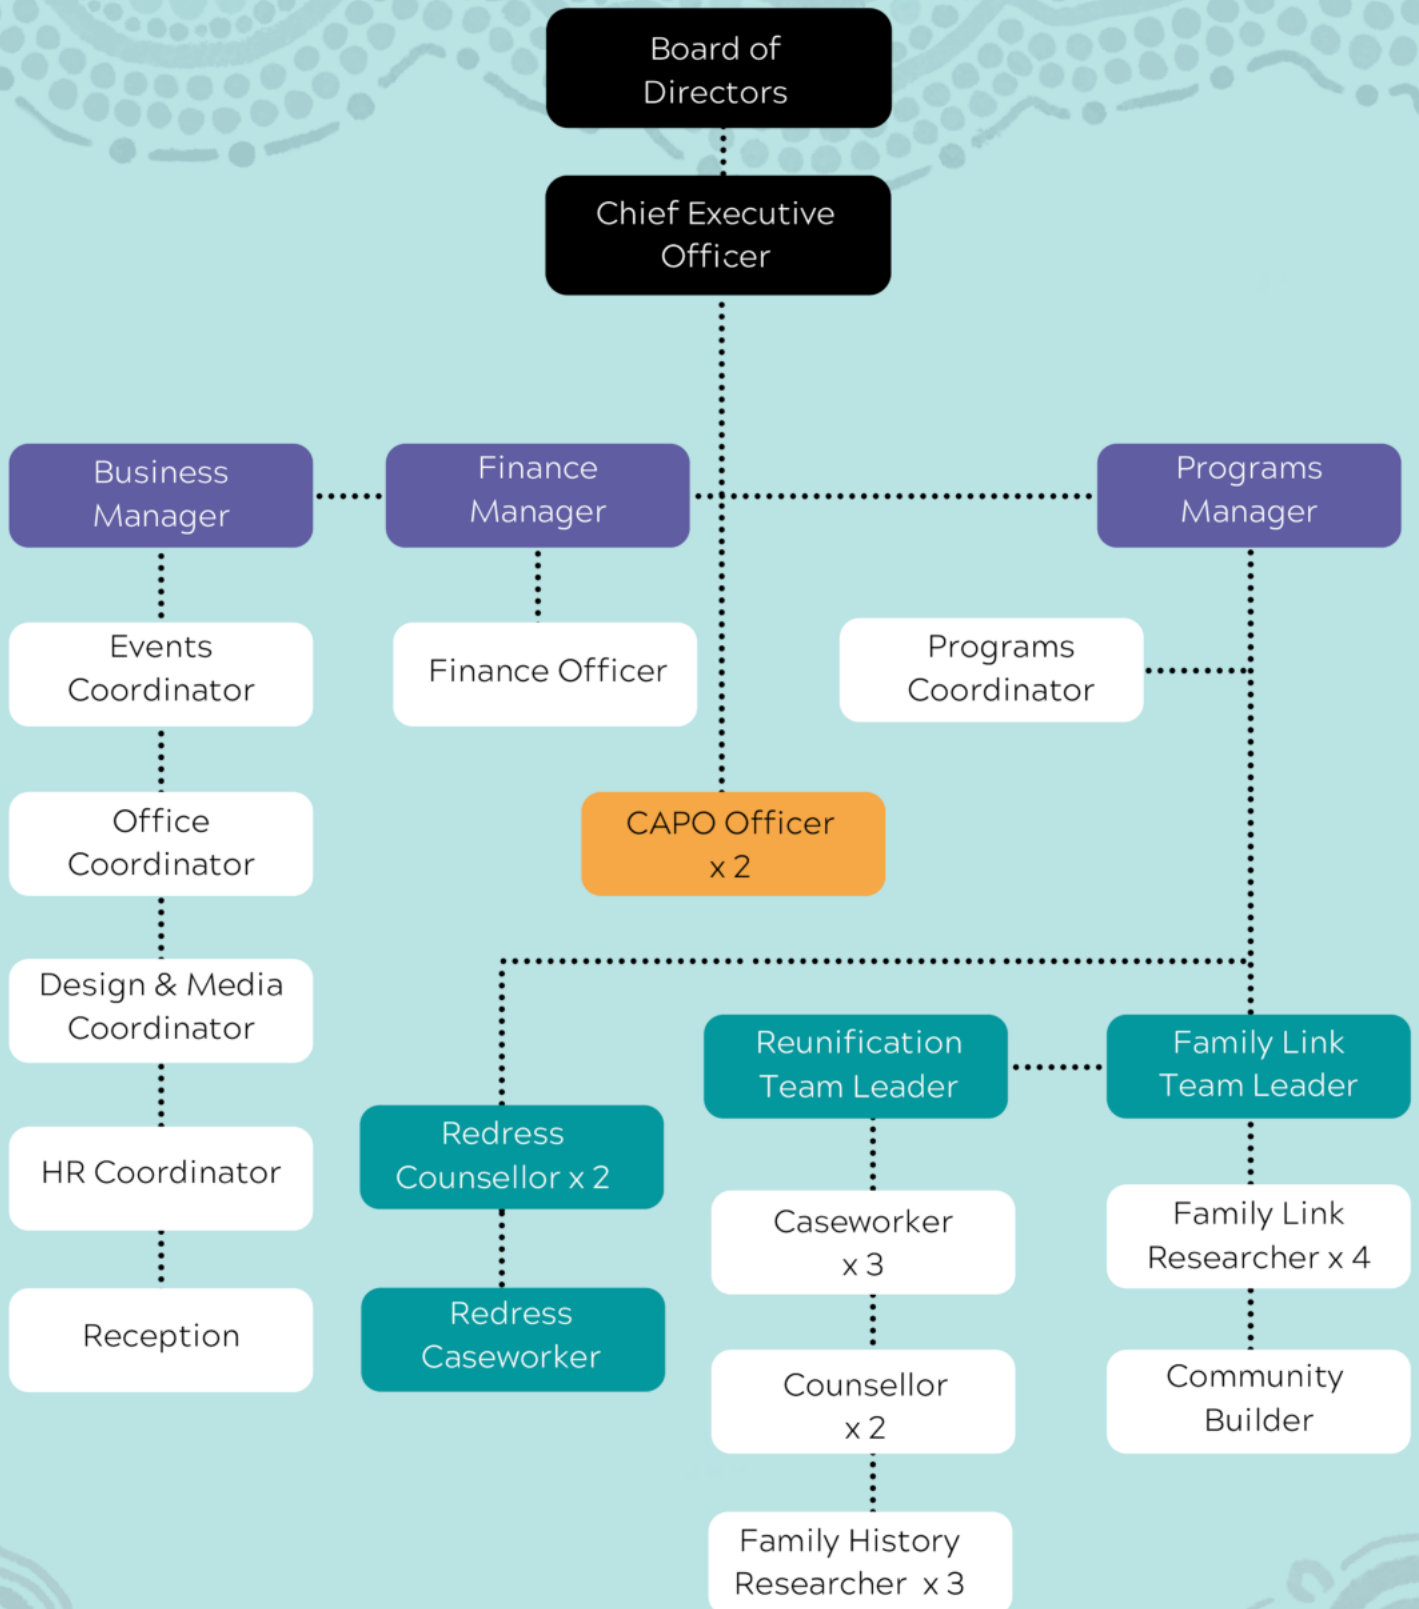 Board of
Directors
Chief Executive
Officer
Business
Manager
Finance
Manager
Programs
Manager
Events
Coordinator
Finance Officer
Programs
Coordinator
Office
Coordinator
CAPO Officer
x 2
Design & Media
Coordinator
Reunification
Team Leader
Family Link
Team Leader
Redress
Counsellor x 2
HR Coordinator
Caseworker
x 3
Family Link
Researcher x 4
Reception
Redress
Caseworker
Counsellor
x 2
Community
Builder
Family History
Researcher x 3